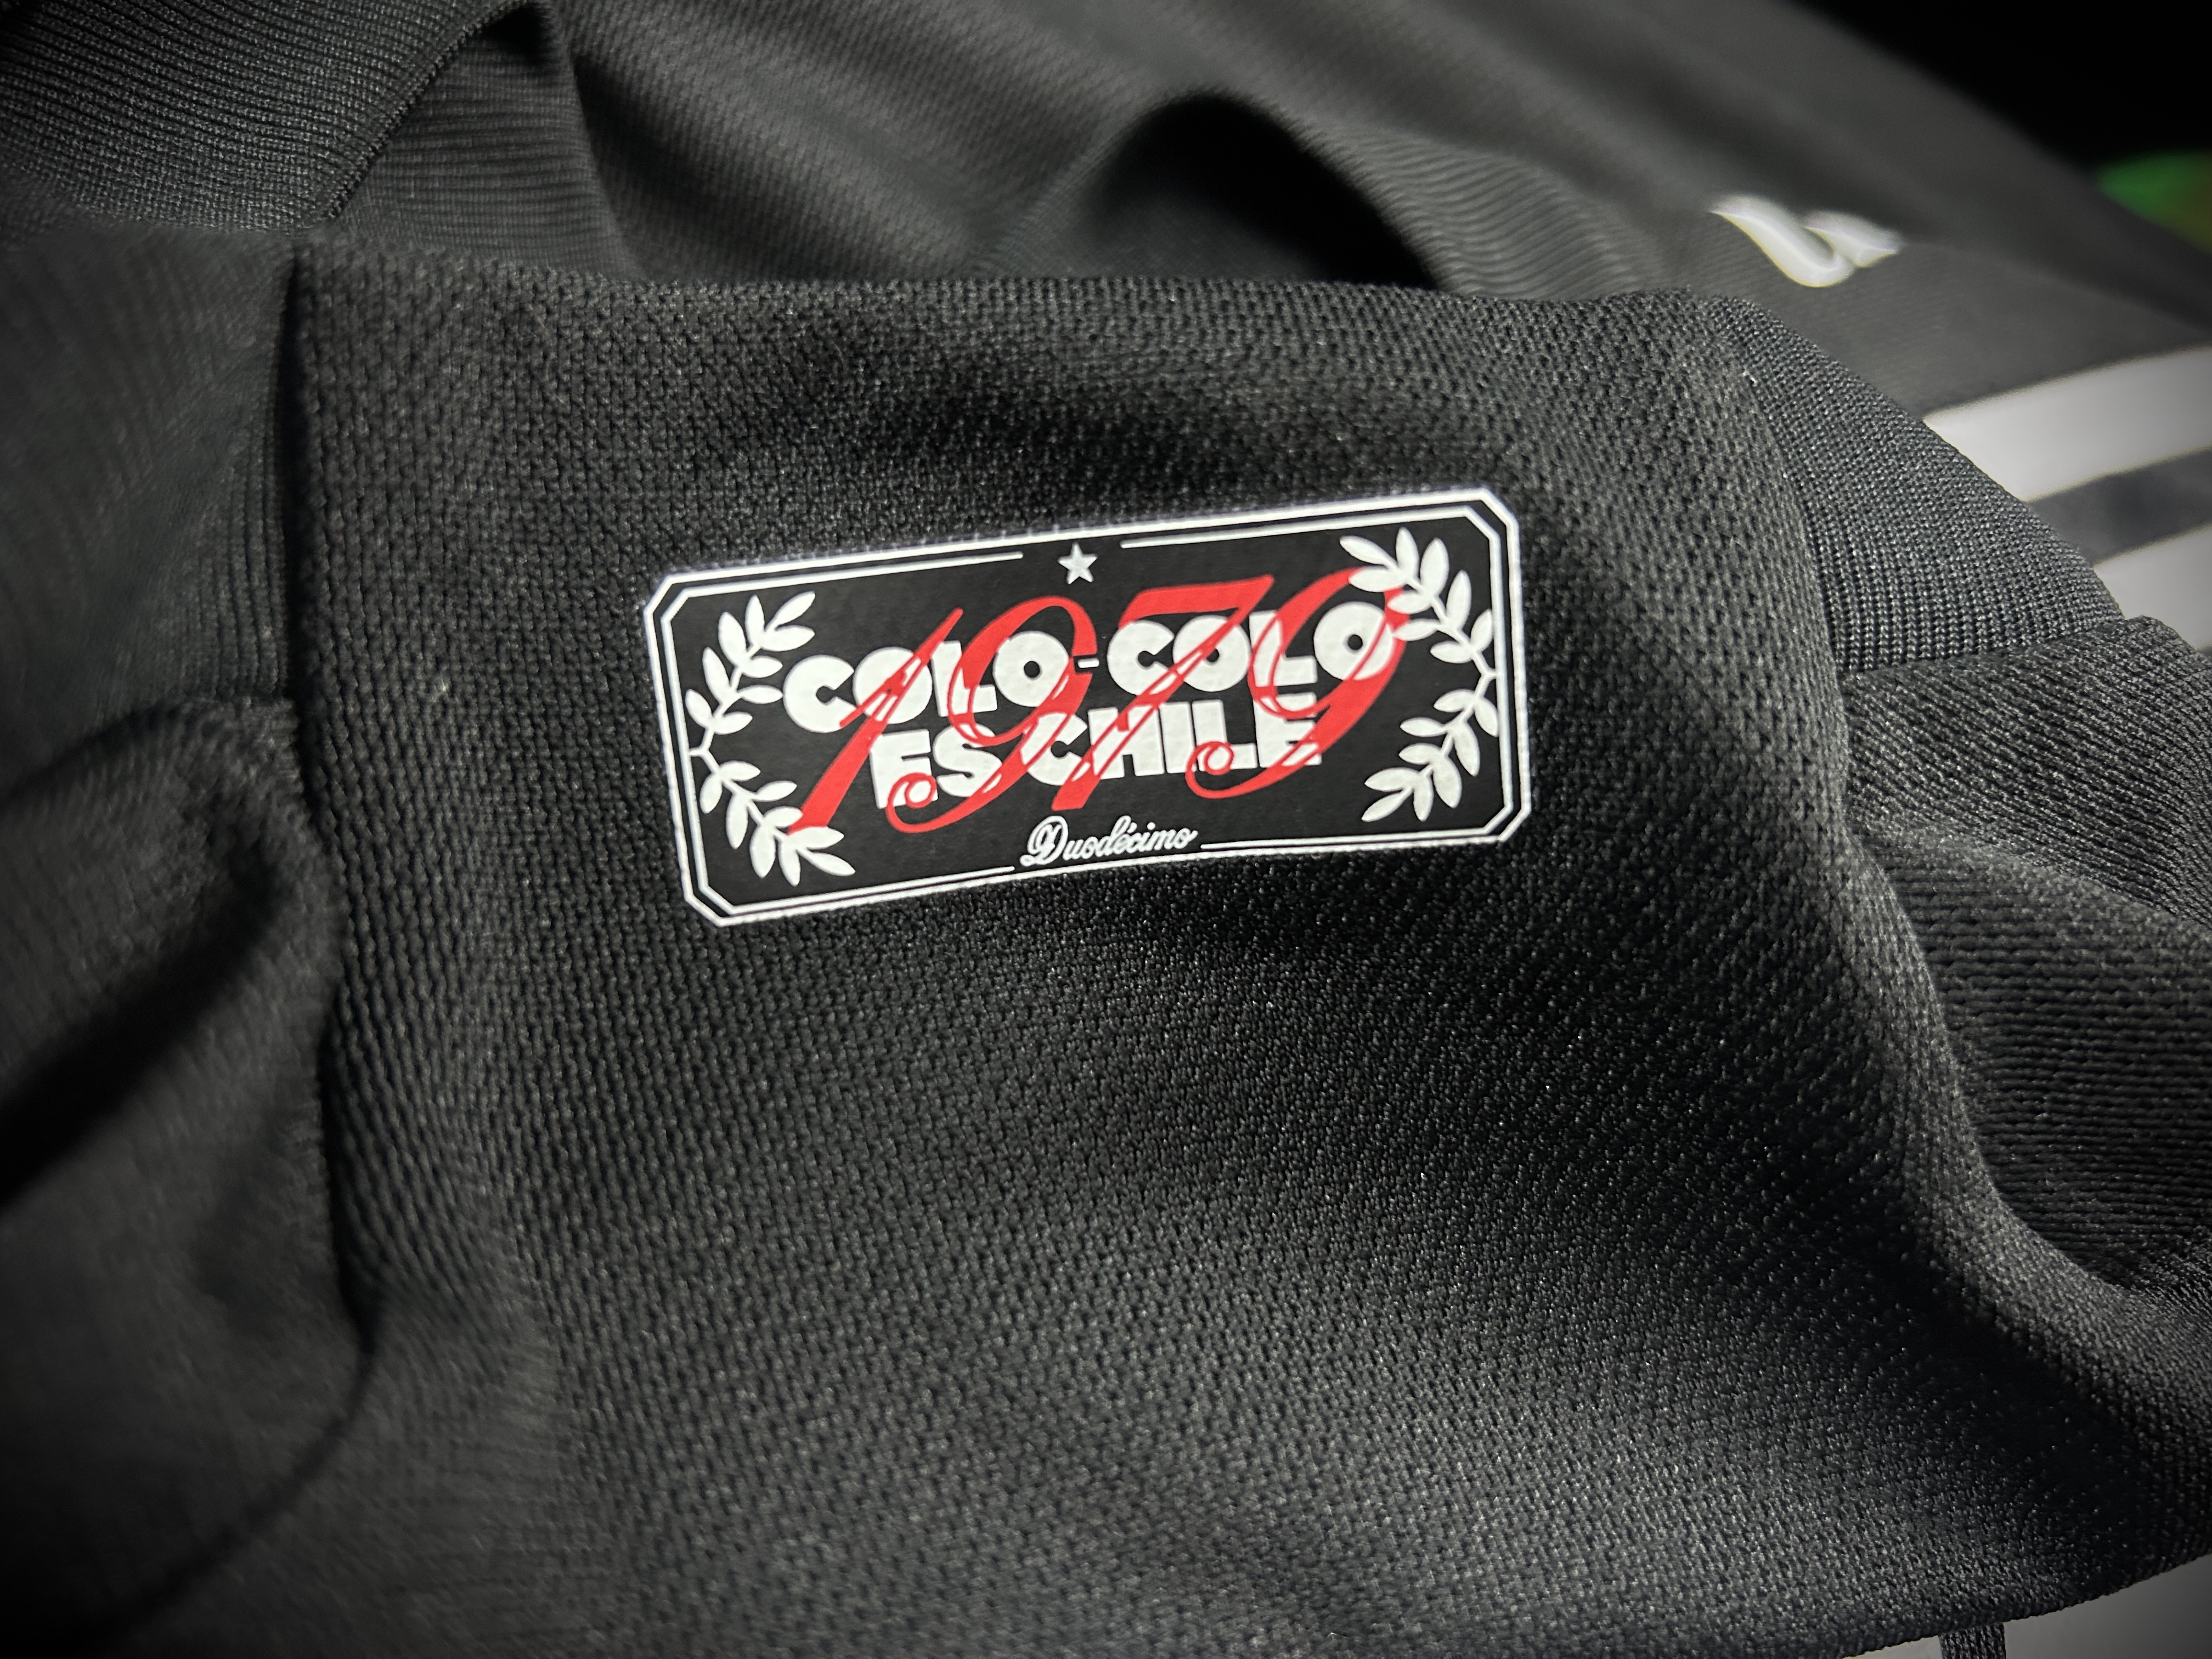 1979
COLO-COLO
ES CHILE
Duodécimo